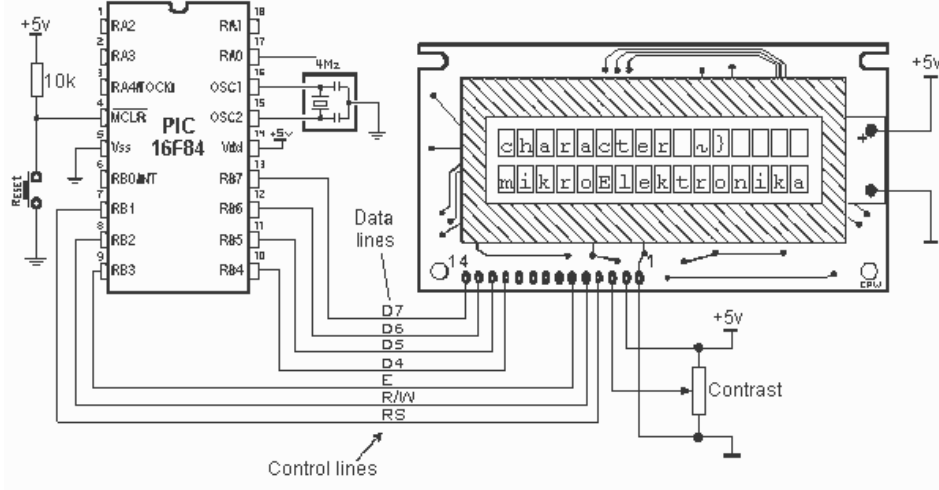 +5v
10k
RESET
1 RA2
2 RA3
3 RA4/TOCKI
4 MCLR
5 Vss
6 RB0/INT
7 RB1
8 RB2
9 RB3
PIC
16F84
RA1 18
RA0 17
OSC1 16
OSC2 15
Vdd 14
+5v
RB7 13
RB6 12
RB5 11
RB4 10
4Mz
character ~}
mikroElektronika
+5v
+
14
1
Data
lines
D7
D6
D5
D4
E
R/W
RS
Control lines
+5v
Contrast